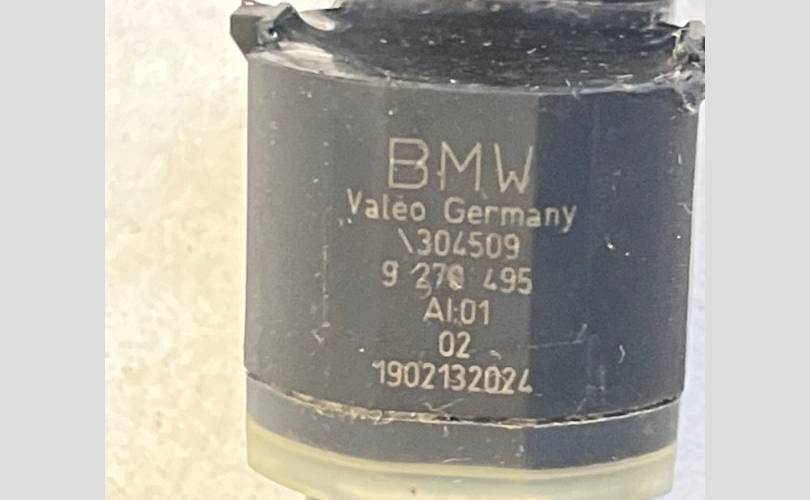 BMW
Valeo Germany
\304509
9 270 495
AI:01
02
1902132024